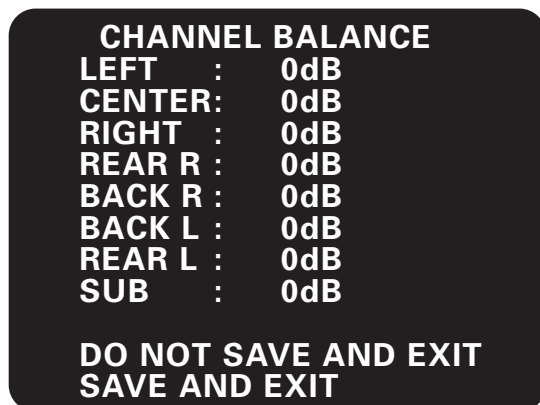 CHANNEL BALANCE
LEFT : 0dB
CENTER: 0dB
RIGHT : 0dB
REAR R : 0dB
BACK R : 0dB
BACK L : 0dB
REAR L : 0dB
SUB : 0dB
DO NOT SAVE AND EXIT
SAVE AND EXIT